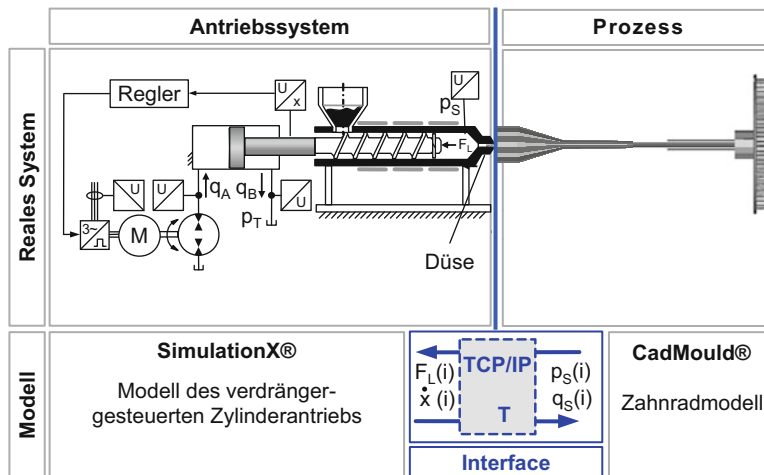 Antriebssystem
Prozess
Reales System
Regler
U
x
U
p_S
F_L
q_A
q_B
U
U
U
p_T
3~
M
Düse
Modell
SimulationX®
Modell des verdränger-
gesteuerten Zylinderantriebs
TCP/IP
F_L(i)
ẋ (i)
p_S(i)
q_S(i)
T
Interface
CadMould®
Zahnradmodell